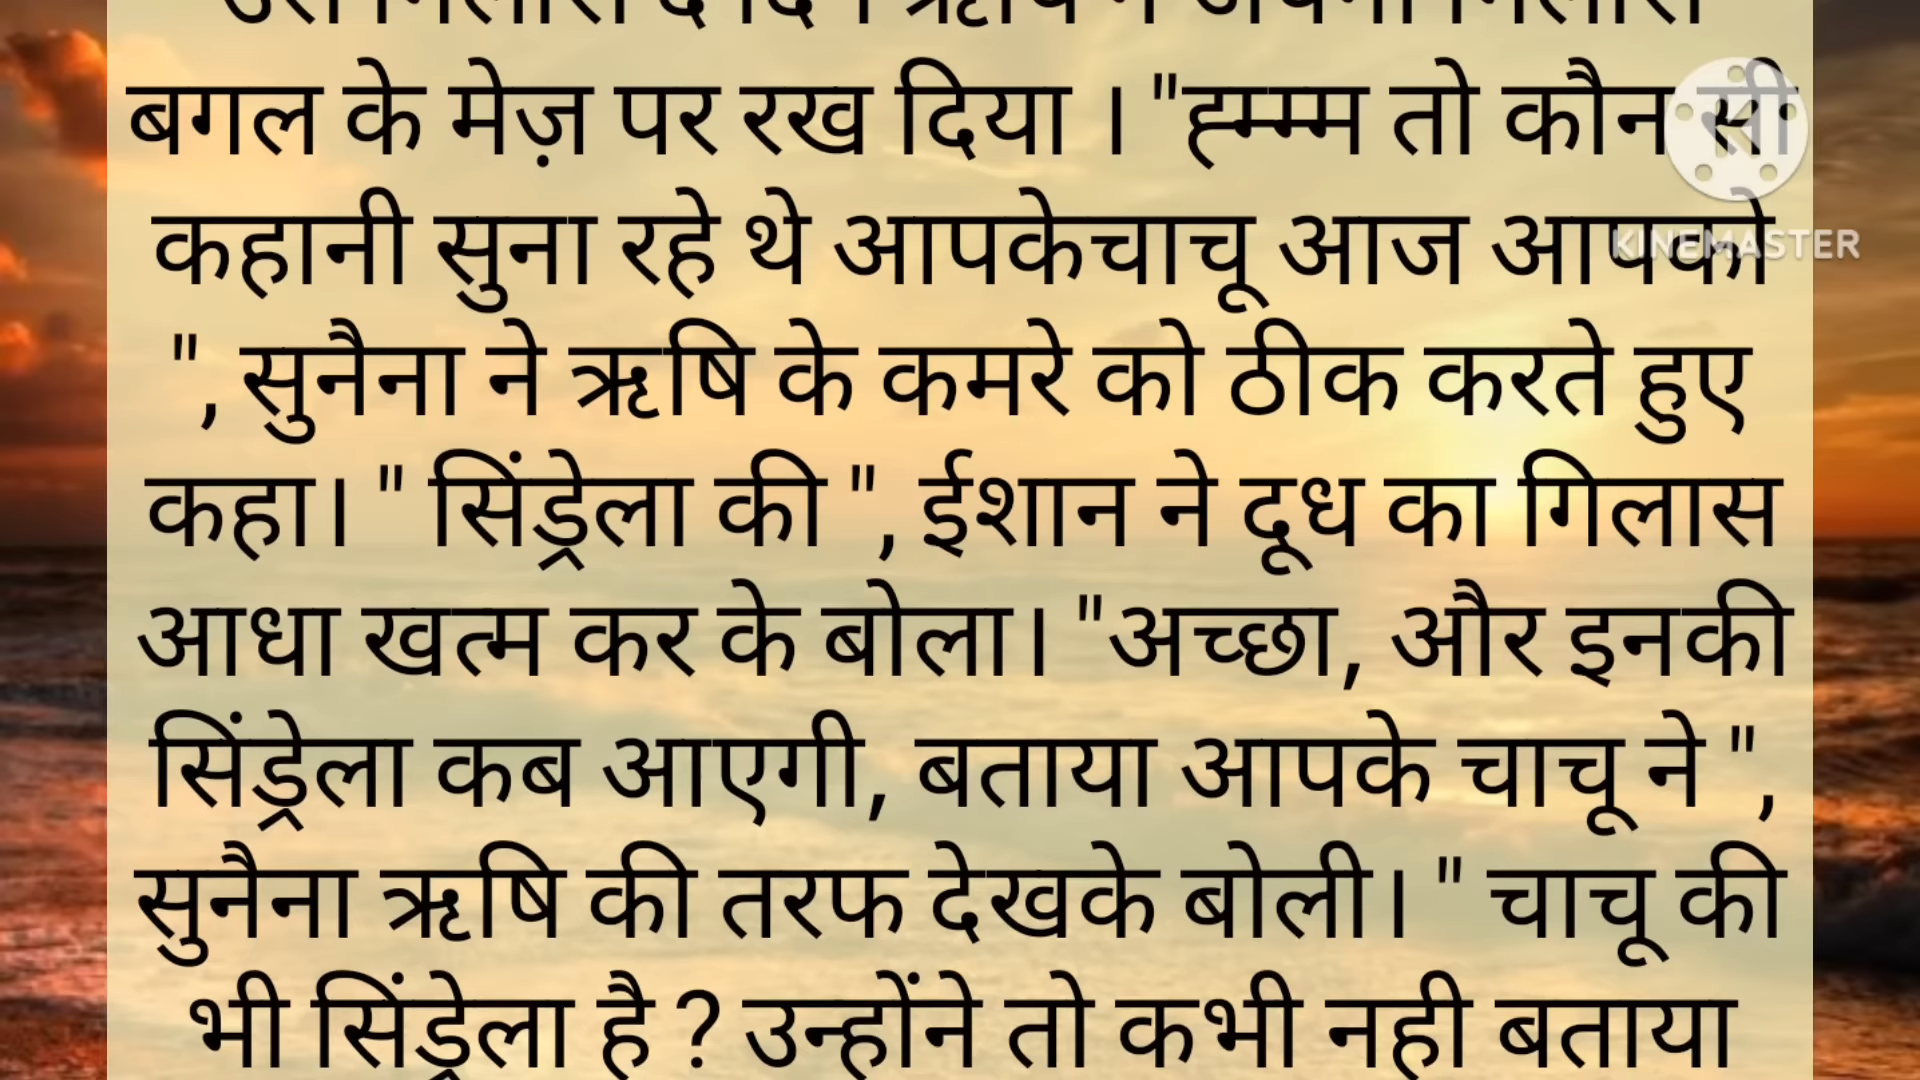 बगल के मेज़ पर रख दिया । "ह्म्म्म तो कौन सी
कहानी सुना रहे थे आपकेचाचू आज आपको
KINEMASTER
", सुनैना ने ऋषि के कमरे को ठीक करते हुए
कहा। " सिंड्रेला की ", ईशान ने दूध का गिलास
आधा खत्म कर के बोला। "अच्छा, और इनकी
सिंड्रेला कब आएगी, बताया आपके चाचू ने ",
सुनैना ऋषि की तरफ देखके बोली। " चाचू की
भी सिंड्रेला है ? उन्होंने तो कभी नही बताया